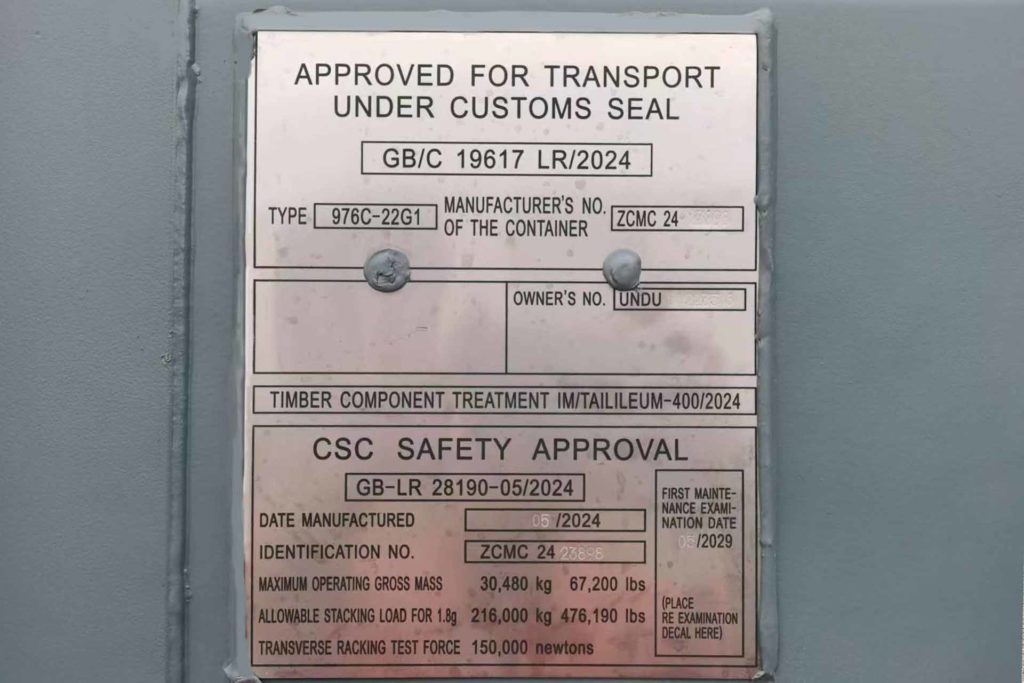 APPROVED FOR TRANSPORT
UNDER CUSTOMS SEAL
GB/C 19617 LR/2024
TYPE 976C-22G1 MANUFACTURER'S NO. OF THE CONTAINER ZCMC 24
OWNER'S NO. UNDU
TIMBER COMPONENT TREATMENT IM/TAILILEUM-400/2024
CSC SAFETY APPROVAL
GB-LR 28190-05/2024
DATE MANUFACTURED 05/2024
IDENTIFICATION NO. ZCMC 24
MAXIMUM OPERATING GROSS MASS 30,480 kg 67,200 lbs
ALLOWABLE STACKING LOAD FOR 1.8g 216,000 kg 476,190 lbs
TRANSVERSE RACKING TEST FORCE 150,000 newtons
FIRST MAINTE-
NANCE EXAMI-
NATION DATE
05/2029
(PLACE
RE EXAMINATION
DECAL HERE)